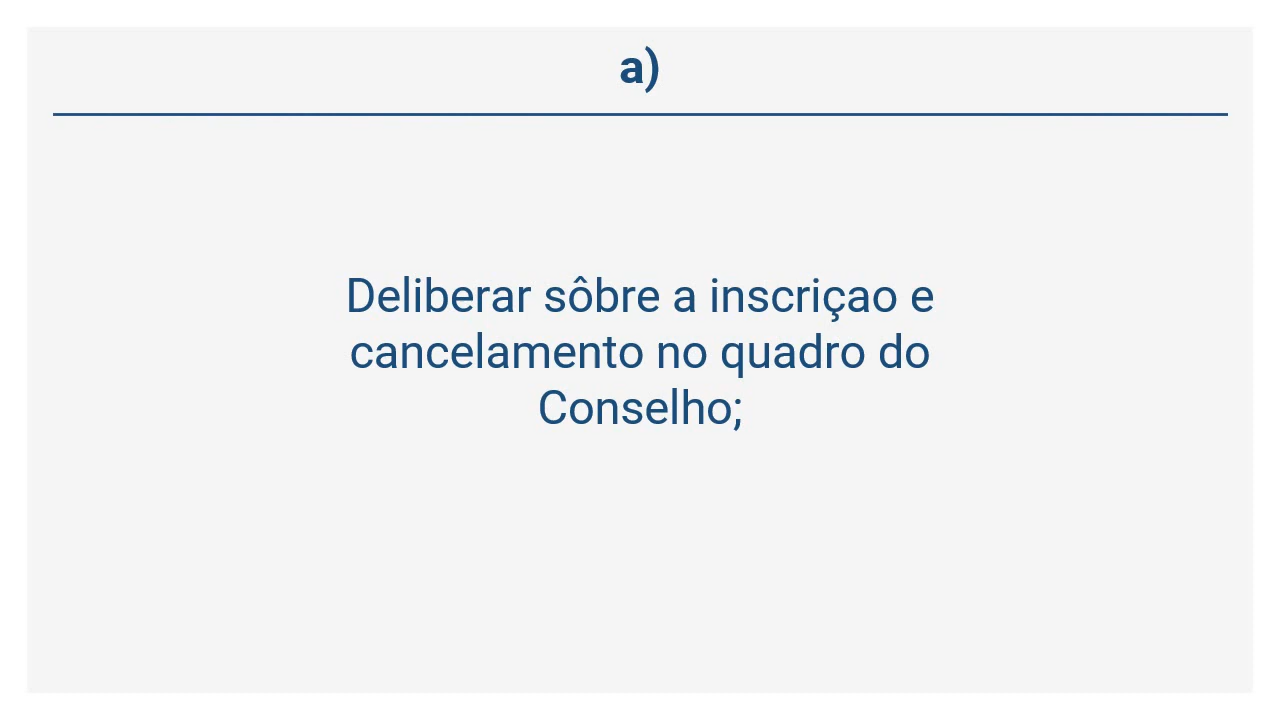 a)
Deliberar sôbre a inscriçao e
cancelamento no quadro do
Conselho;